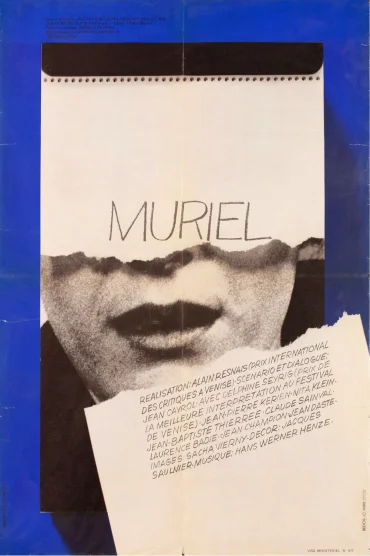 MURIEL
REALISATION: ALAIN RESNAIS (PRIX INTERNATIONAL
DES CRITIQUES A VENISE)·SCENARIO ET DIALOGUE:
JEAN CAYROL·AVEC DELPHINE SEYRIG (PRIX DE
LA MEILLEURE INTERPRETATION AU FESTIVAL
DE VENISE)·JEAN-PIERRE KERIEN·NITA KLEIN·
JEAN-BAPTISTE THIERREE·CLAUDE SAINVAL·
LAURENCE BADIE·JEAN CHAMPION·JEAN DASTE·
IMAGES: SACHA VIERNY·DECOR: JACQUES
SAULNIER·MUSIQUE: HANS WERNER HENZE·